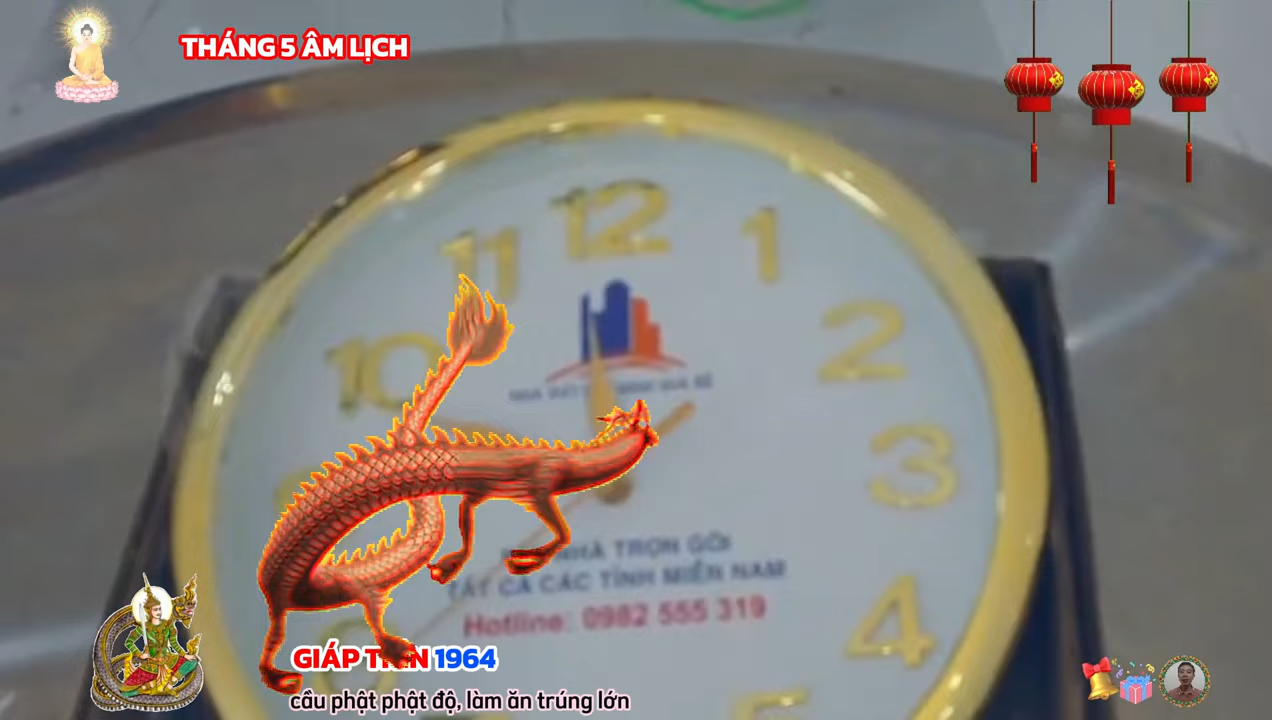 THÁNG 5 ÂM LỊCH
12
11
1
10
2
3
NHÀ TRỌN GÓI
TẤT CẢ CÁC TỈNH MIỀN NAM
Hotline: 0982 555 319
4
GIÁP THÌN 1964
5
cầu phật phật độ, làm ăn trúng lớn